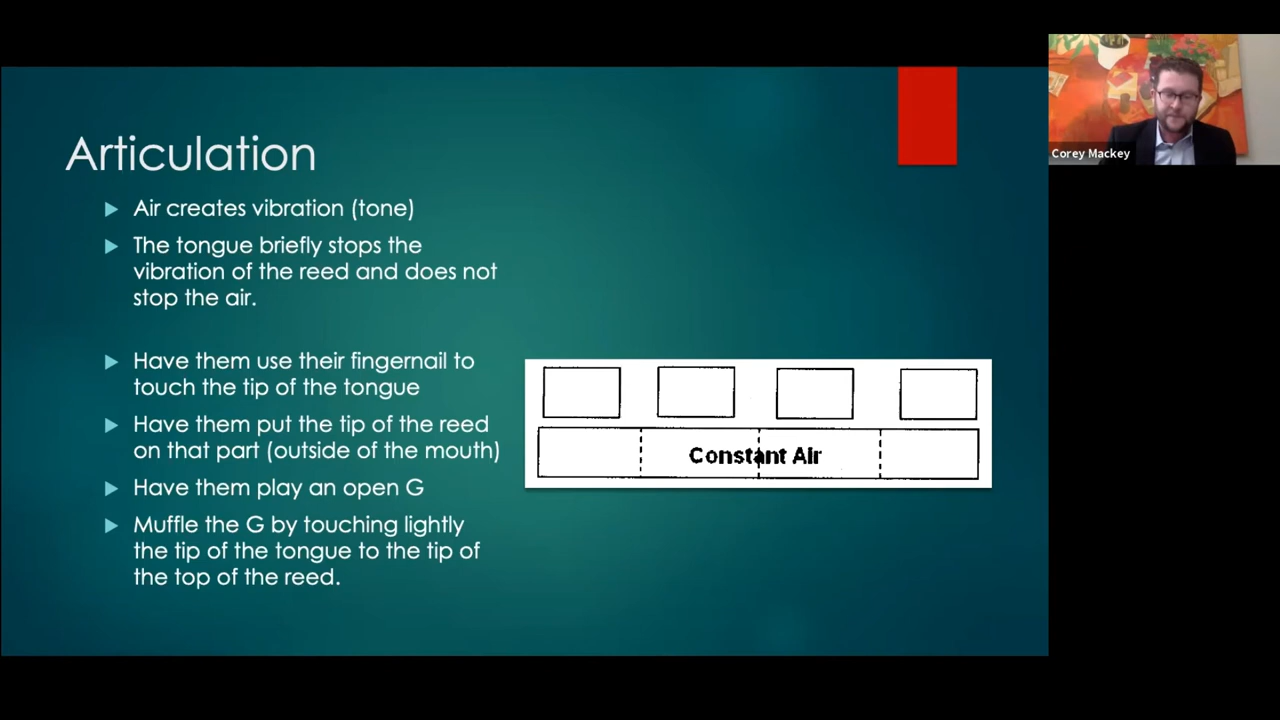 Articulation
Air creates vibration (tone)
The tongue briefly stops the
vibration of the reed and does not
stop the air.
Have them use their fingernail to
touch the tip of the tongue
Have them put the tip of the reed
on that part (outside of the mouth)
Have them play an open G
Muffle the G by touching lightly
the tip of the tongue to the tip of
the top of the reed.
Constant Air
Corey Mackey